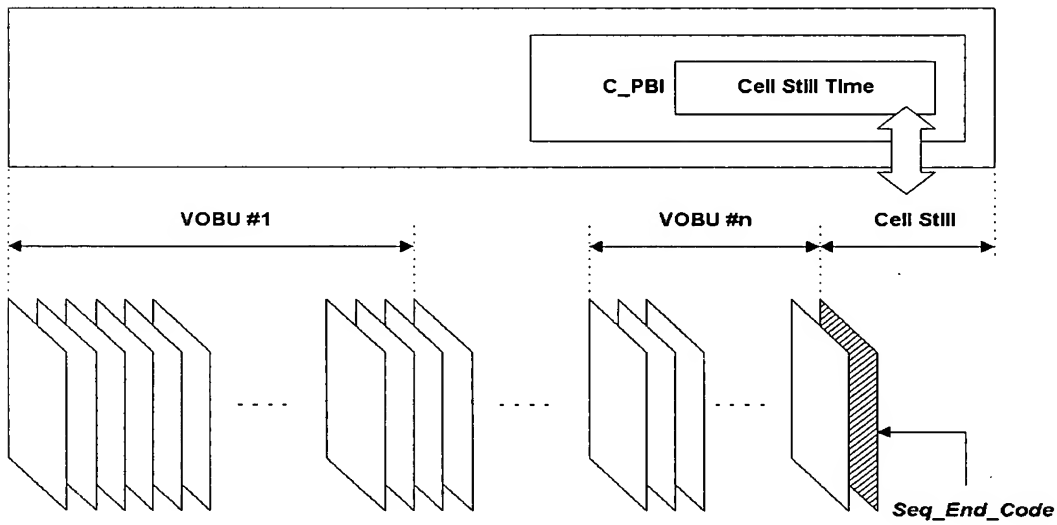 C_PBI
Cell Still Time
VOBU #1
VOBU #n
Cell Still
Seq_End_Code